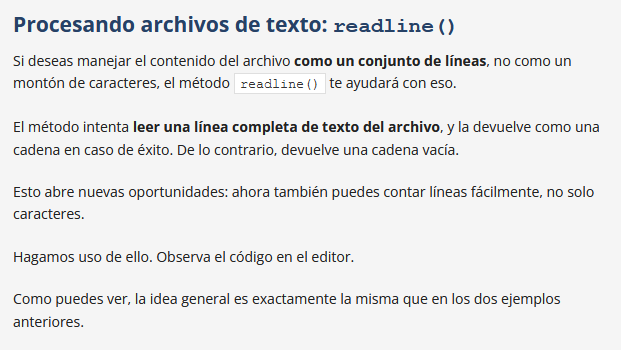 Procesando archivos de texto: readline()
Si deseas manejar el contenido del archivo como un conjunto de líneas, no como un
montón de caracteres, el método readline() te ayudará con eso.
El método intenta leer una línea completa de texto del archivo, y la devuelve como una
cadena en caso de éxito. De lo contrario, devuelve una cadena vacía.
Esto abre nuevas oportunidades: ahora también puedes contar líneas fácilmente, no solo
caracteres.
Hagamos uso de ello. Observa el código en el editor.
Como puedes ver, la idea general es exactamente la misma que en los dos ejemplos
anteriores.